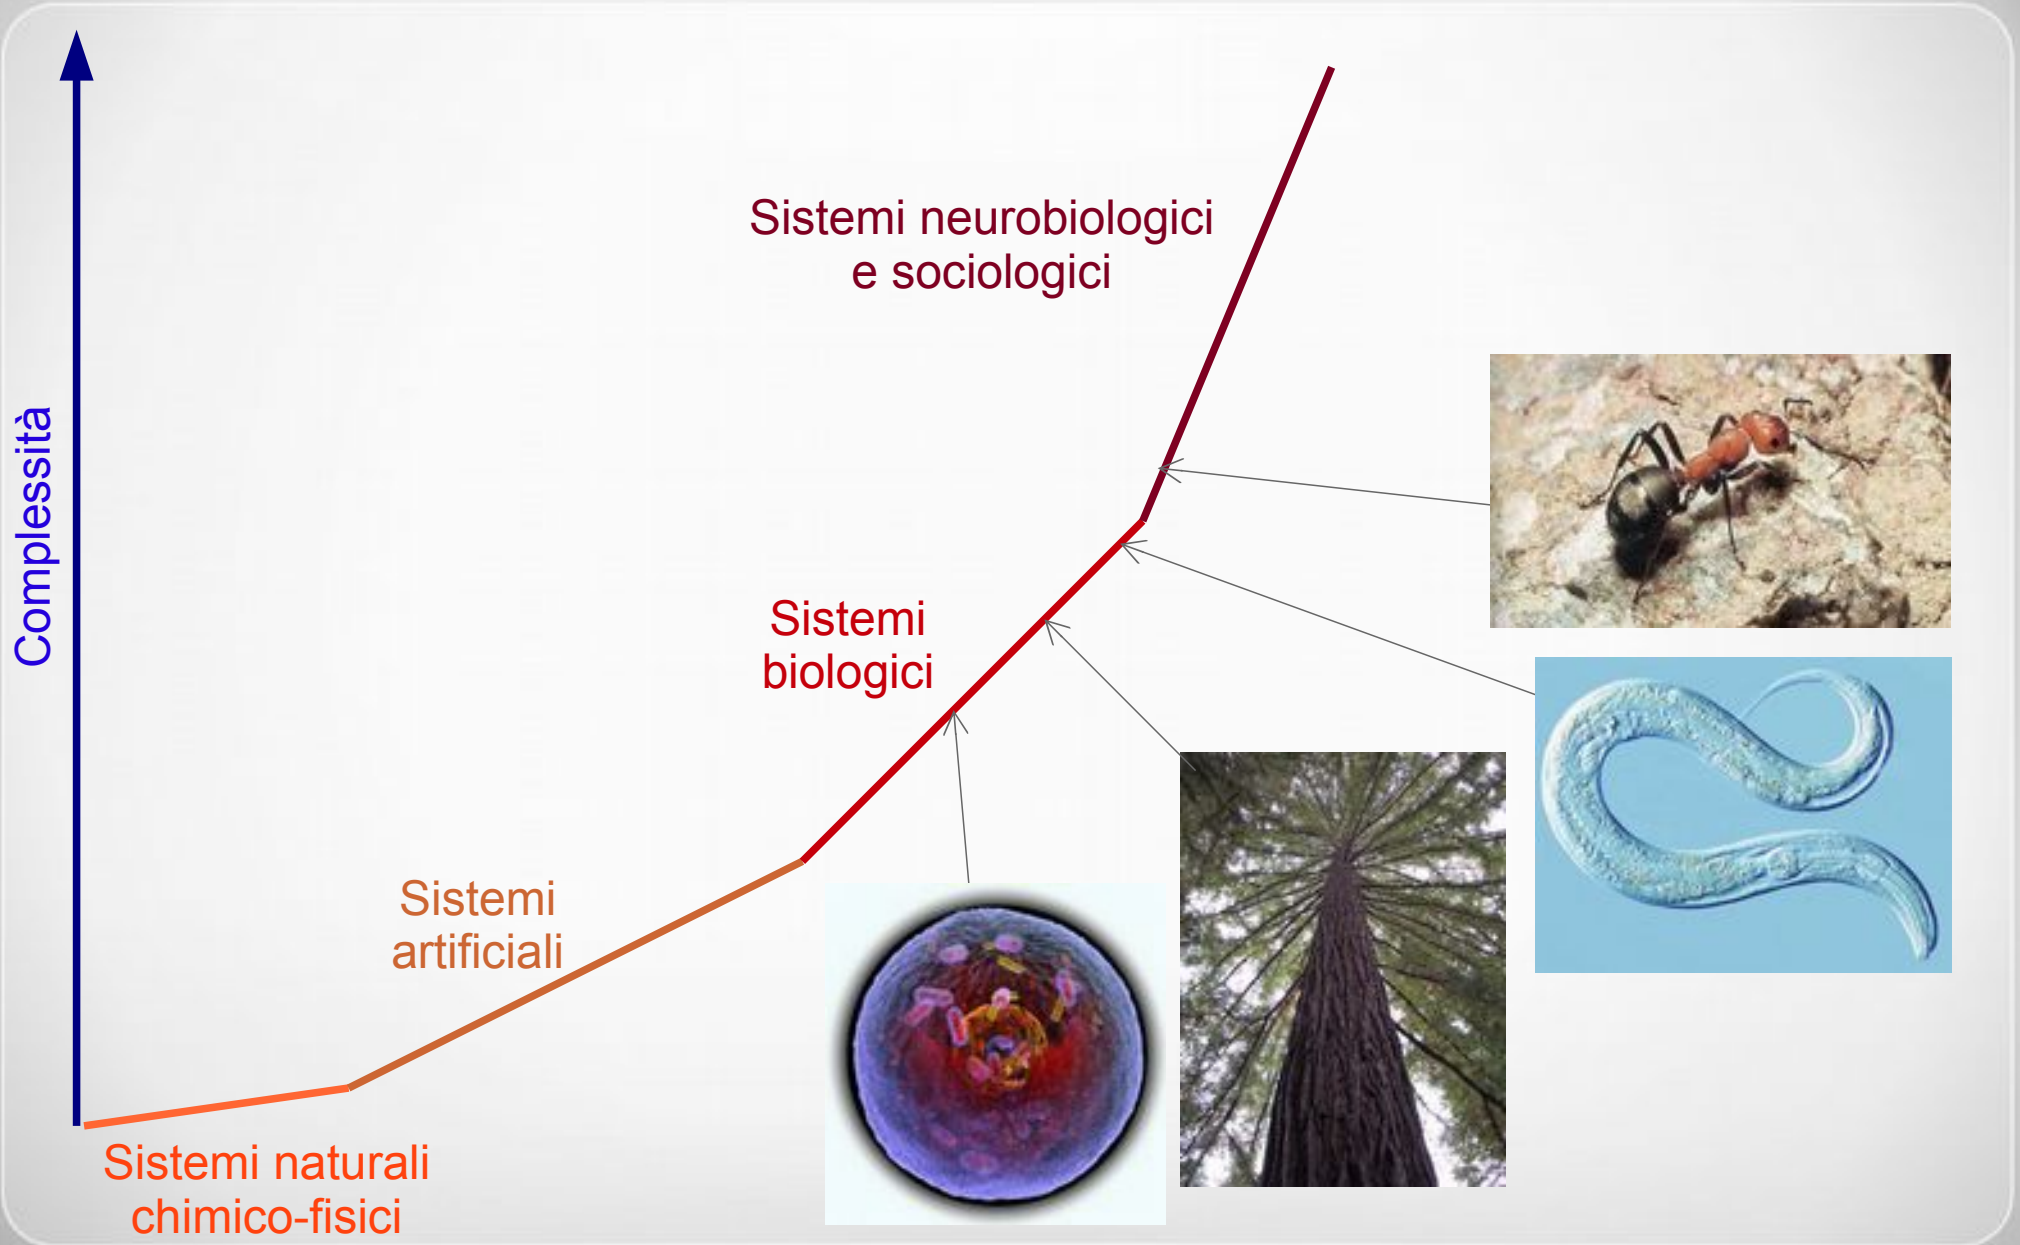 Complessità
Sistemi neurobiologici
e sociologici
Sistemi
biologici
Sistemi
artificiali
Sistemi naturali
chimico-fisici